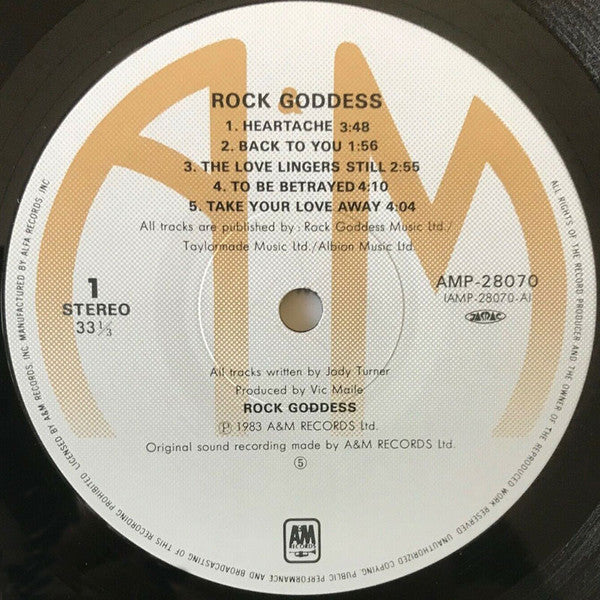 A&M
ROCK GODDESS
1. HEARTACHE 3:48
2. BACK TO YOU 1:56
3. THE LOVE LINGERS STILL 2:55
4. TO BE BETRAYED 4:10
5. TAKE YOUR LOVE AWAY 4:04
All tracks are published by : Rock Goddess Music Ltd./
Taylormade Music Ltd./Albion Music Ltd.
1
STEREO
33⅓
AMP-28070
(AMP-28070-A)
JASRAC
All tracks written by Jody Turner
Produced by Vic Maile
ROCK GODDESS
Ⓟ 1983 A&M RECORDS Ltd.
Original sound recording made by A&M RECORDS Ltd.
⑤
A&M
RECORDS
ALL RIGHTS OF THE RECORD PRODUCER AND THE OWNER OF THE REPRODUCED WORK RESERVED. UNAUTHORIZED COPYING, PUBLIC PERFORMANCE AND BROADCASTING OF THIS RECORDING PROHIBITED. LICENSED BY A&M RECORDS, INC. MANUFACTURED BY ALFA RECORDS, INC.